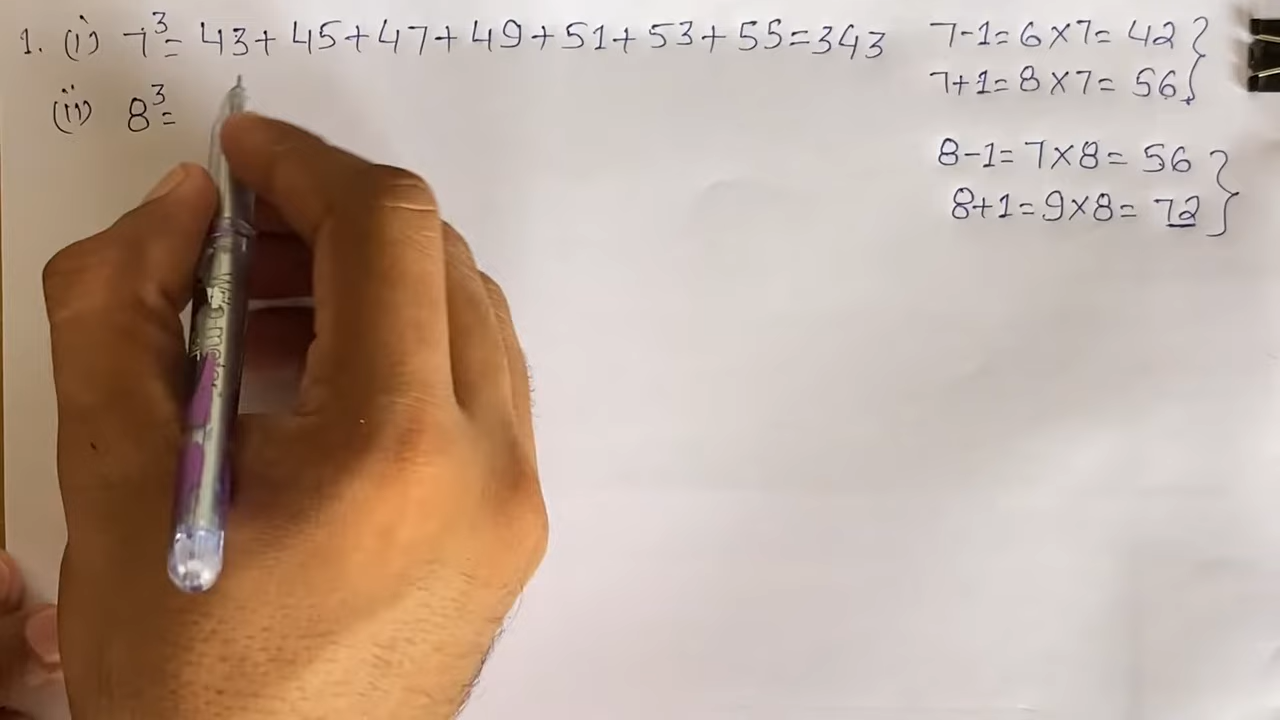 1. (i) 7³= 43+45+47+49+51+53+55=343
(ii) 8³=
7-1=6×7=42
7+1=8×7=56
8-1=7×8=56
8+1=9×8=72